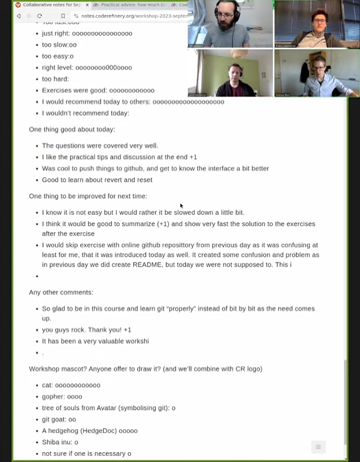 Collaborative notes for
Practical advice: how much
notes.coderefinery.org/workshop-2023-septe
just right: oooooooooooooooo
too slow:oo
too easy:o
right level: oooooooo000oooo
too hard:
Exercises were good: oooooooooooo
I would recommend today to others: ooooooooooooooooooo
I wouldn't recommend today:
One thing good about today:
The questions were covered very well.
I like the practical tips and discussion at the end +1
Was cool to push things to github, and get to know the interface a bit better
Good to learn about revert and reset
One thing to be improved for next time:
I know it is not easy but I would rather it be slowed down a little bit.
I think it would be good to summarize (+1) and show very fast the solution to the exercises
after the exercise
I would skip exercise with online github repository from previous day as it was confusing at
least for me, that it was introduced today as well. It created some confusion and problem as
in previous day we did create README, but today we were not supposed to. This i
Any other comments:
So glad to be in this course and learn git "properly" instead of bit by bit as the need comes
up.
you guys rock. Thank you! +1
It has been a very valuable workshi
.
Workshop mascot? Anyone offer to draw it? (and we'll combine with CR logo)
cat: ooooooooooo
gopher: oooo
tree of souls from Avatar (symbolising git): o
git goat: oo
A hedgehog (HedgeDoc) ooooo
Shiba inu: o
not sure if one is necessary o